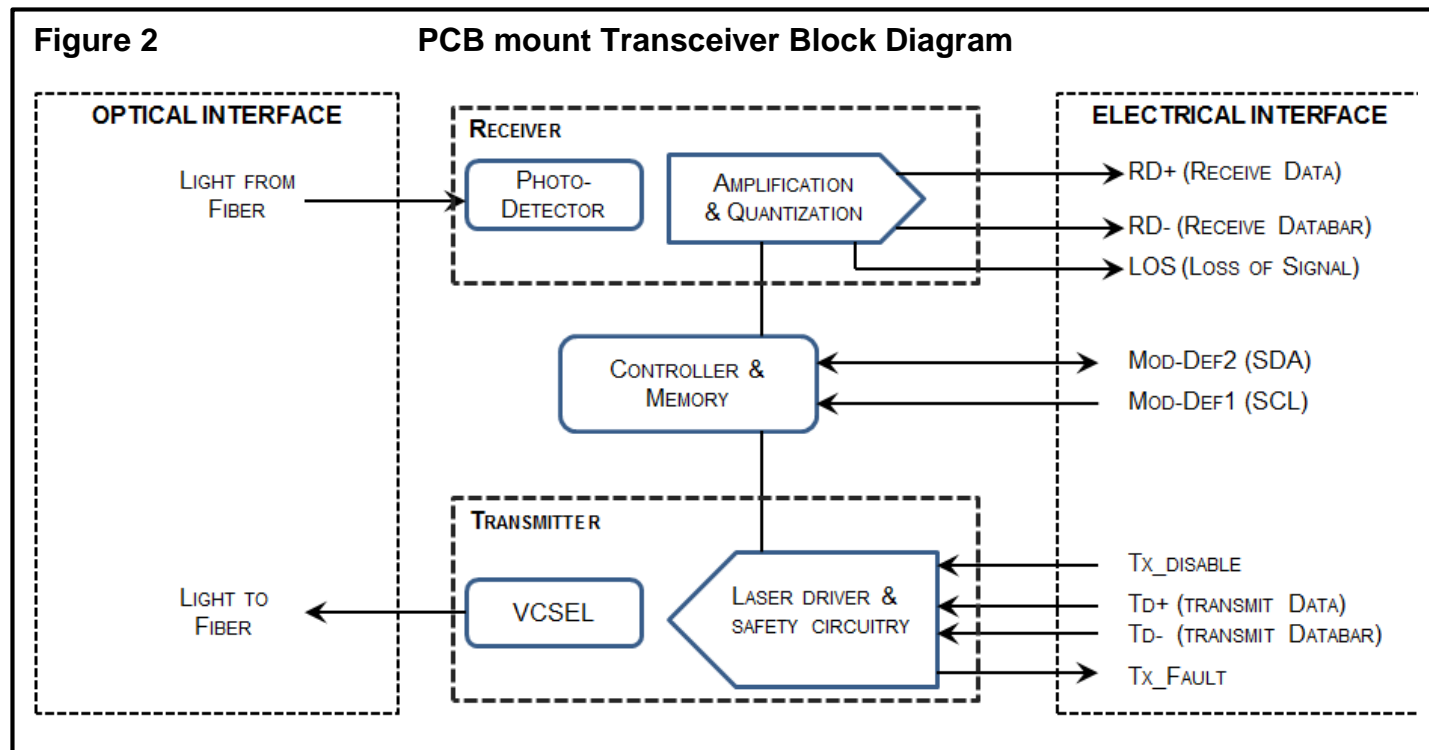 Figure 2 PCB mount Transceiver Block Diagram
OPTICAL INTERFACE
LIGHT FROM
FIBER
LIGHT TO
FIBER
RECEIVER
PHOTO-
DETECTOR
AMPLIFICATION
& QUANTIZATION
CONTROLLER &
MEMORY
TRANSMITTER
VCSEL
LASER DRIVER &
SAFETY CIRCUITRY
ELECTRICAL INTERFACE
RD+ (RECEIVE DATA)
RD- (RECEIVE DATABAR)
LOS (LOSS OF SIGNAL)
MOD-DEF2 (SDA)
MOD-DEF1 (SCL)
TX_DISABLE
TD+ (TRANSMIT DATA)
TD- (TRANSMIT DATABAR)
TX_FAULT